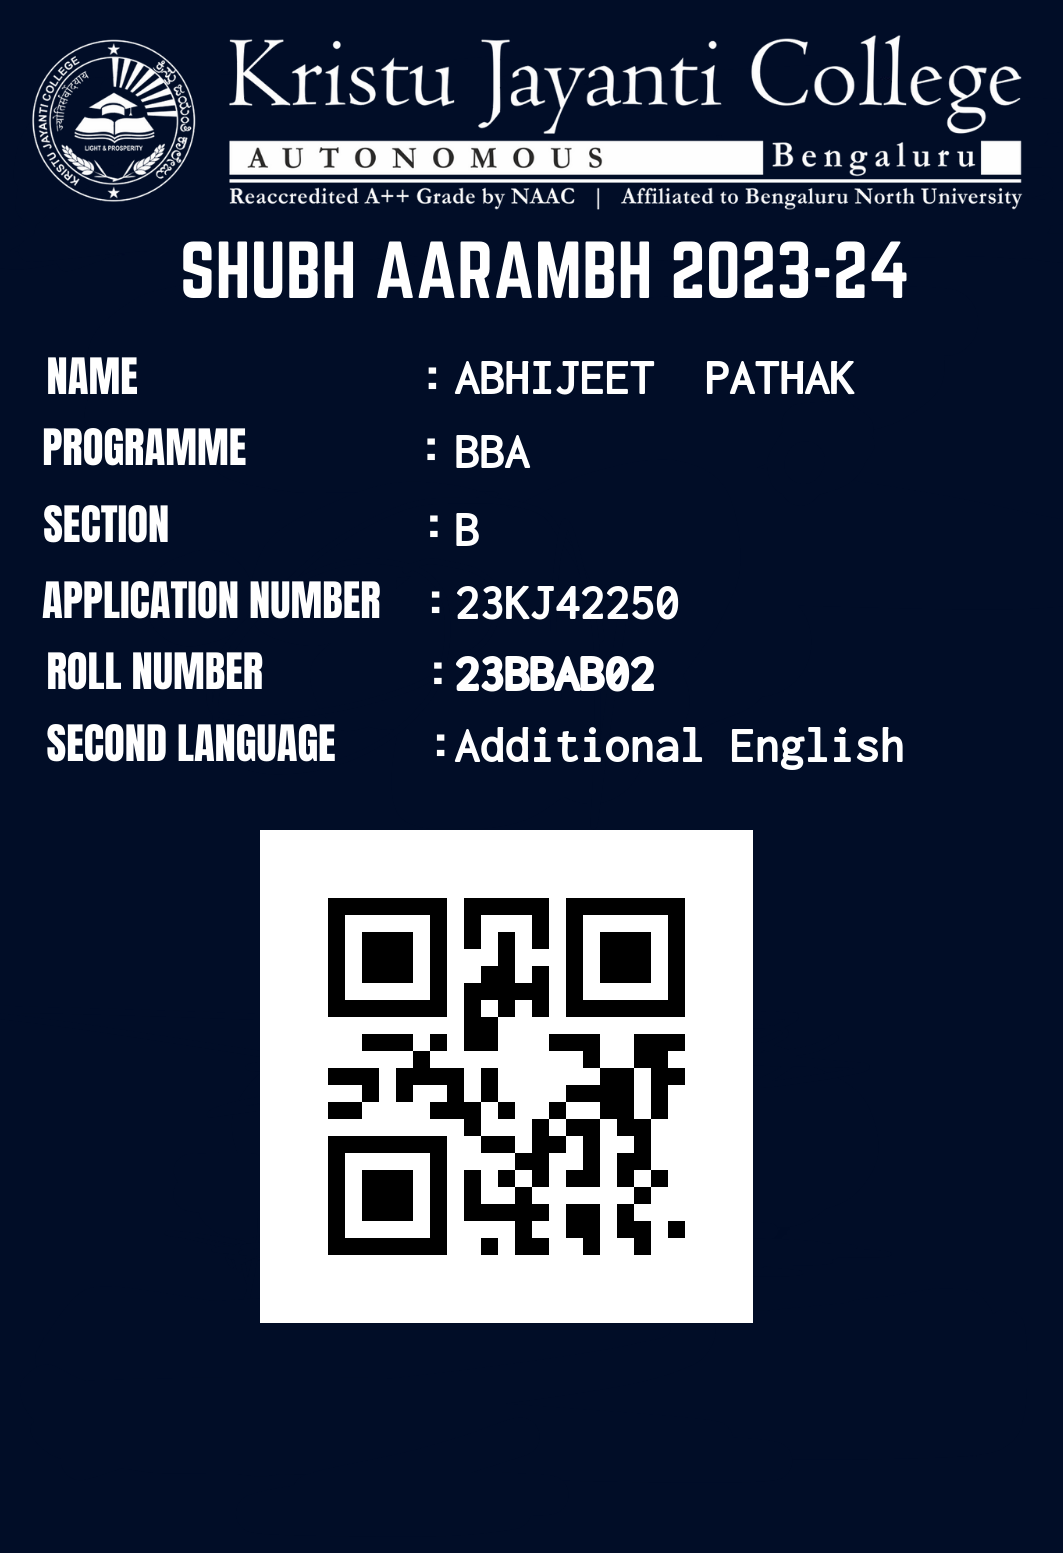 Kristu Jayanti College
AUTONOMOUS Bengaluru
Reaccredited A++ Grade by NAAC | Affiliated to Bengaluru North University
KRISTU JAYANTI COLLEGE
LIGHT & PROSPERITY
SHUBH AARAMBH 2023-24
NAME : ABHIJEET PATHAK
PROGRAMME : BBA
SECTION : B
APPLICATION NUMBER : 23KJ42250
ROLL NUMBER : 23BBAB02
SECOND LANGUAGE : Additional English